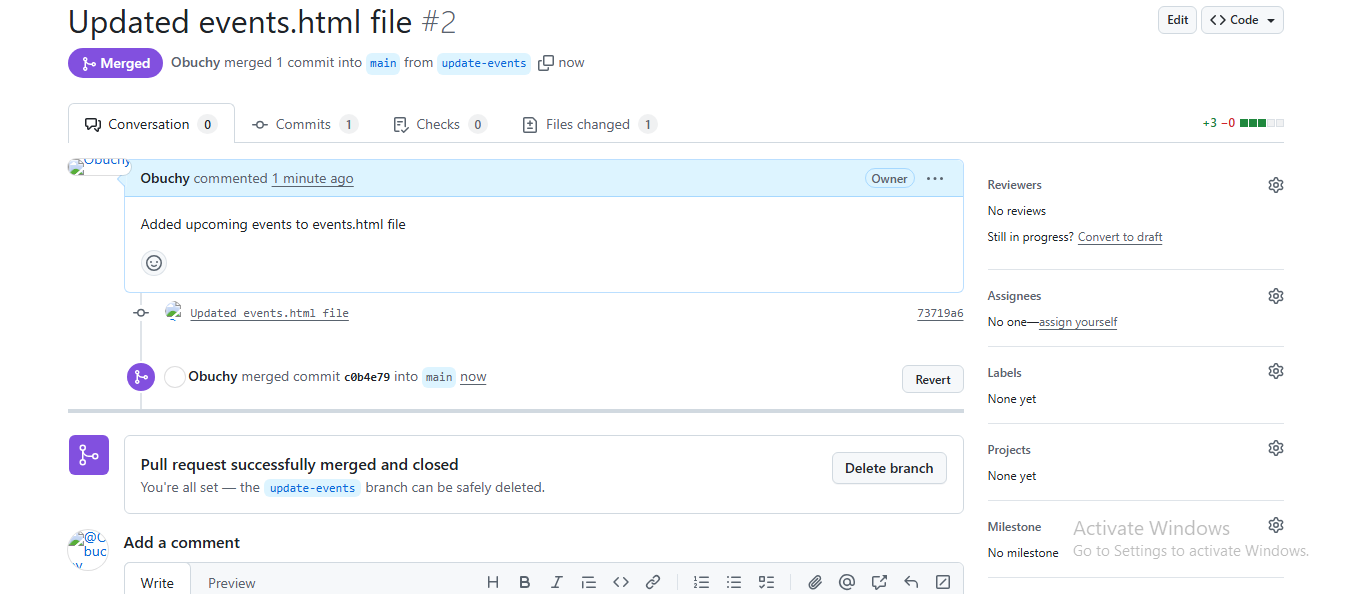 Updated events.html file #2
Edit
Code
Merged
Obuchy merged 1 commit into main from update-events now
Conversation 0
Commits 1
Checks 0
Files changed 1
+3 −0
Obuchy
Obuchy commented 1 minute ago
Owner
Added upcoming events to events.html file
Updated events.html file
73719a6
Obuchy merged commit c0b4e79 into main now
Revert
Pull request successfully merged and closed
You're all set — the update-events branch can be safely deleted.
Delete branch
@O
buc
hy
Add a comment
Write
Preview
Reviewers
No reviews
Still in progress? Convert to draft
Assignees
No one—assign yourself
Labels
None yet
Projects
None yet
Milestone
No milestone
Activate Windows
Go to Settings to activate Windows.